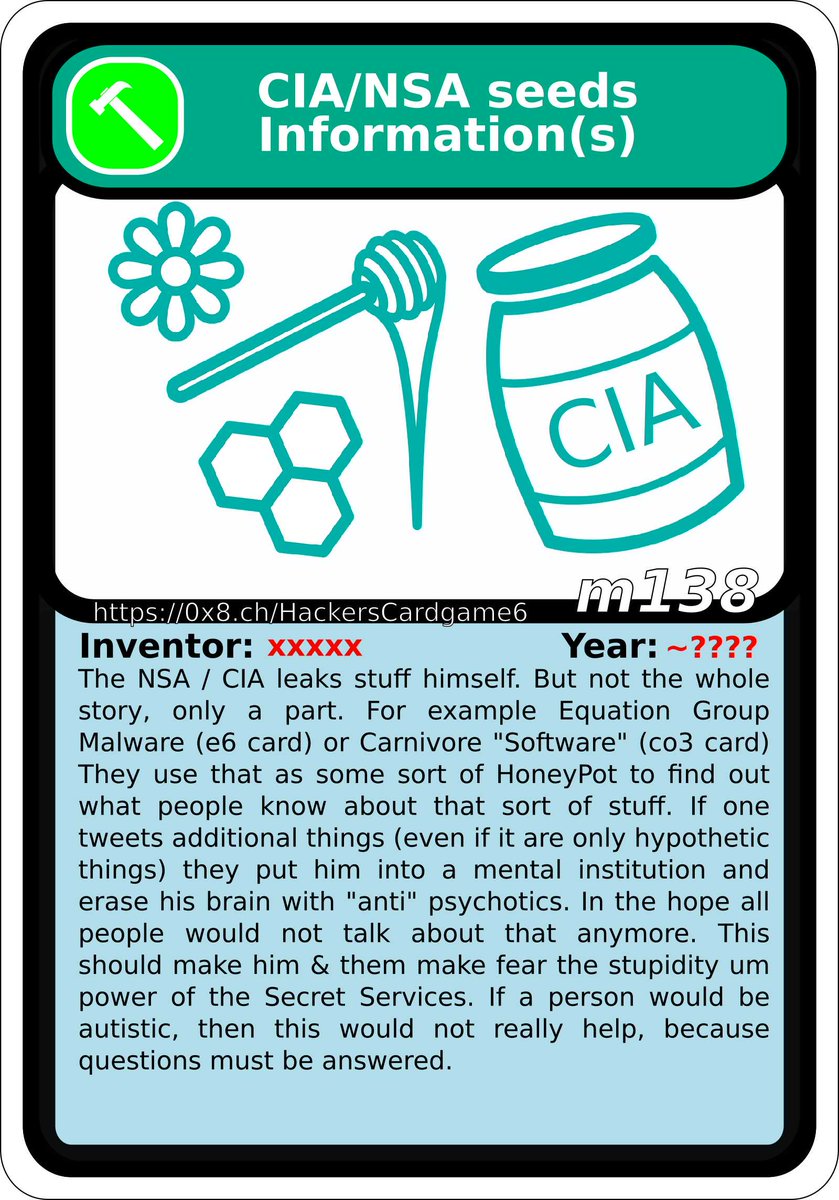 CIA/NSA seeds
Information(s)
CIA
m138
https://0x8.ch/HackersCardgame6
Inventor: xxxxx Year: ~????
The NSA / CIA leaks stuff himself. But not the whole
story, only a part. For example Equation Group
Malware (e6 card) or Carnivore "Software" (co3 card)
They use that as some sort of HoneyPot to find out
what people know about that sort of stuff. If one
tweets additional things (even if it are only hypothetic
things) they put him into a mental institution and
erase his brain with "anti" psychotics. In the hope all
people would not talk about that anymore. This
should make him & them make fear the stupidity um
power of the Secret Services. If a person would be
autistic, then this would not really help, because
questions must be answered.